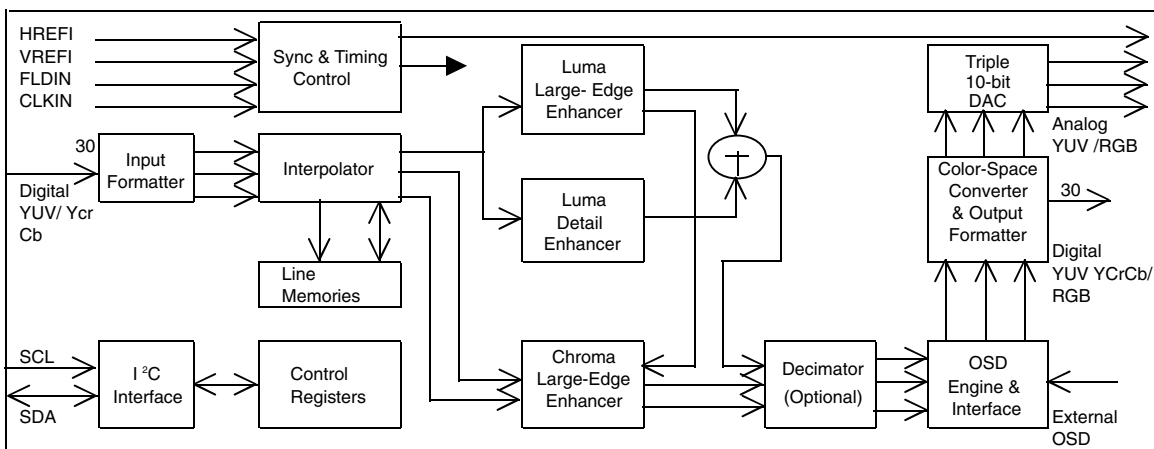 HREFI
VREFI
FLDIN
CLKIN
Sync & Timing
Control
Luma
Large- Edge
Enhancer
Triple
10-bit
DAC
Analog
YUV /RGB
30
Input
Formatter
Interpolator
Digital
YUV/ Ycr
Cb
+
Luma
Detail
Enhancer
Color-Space
Converter
& Output
Formatter
30
Digital
YUV YCrCb/
RGB
Line
Memories
SCL
SDA
I ²C
Interface
Control
Registers
Chroma
Large-Edge
Enhancer
Decimator
(Optional)
OSD
Engine &
Interface
External
OSD